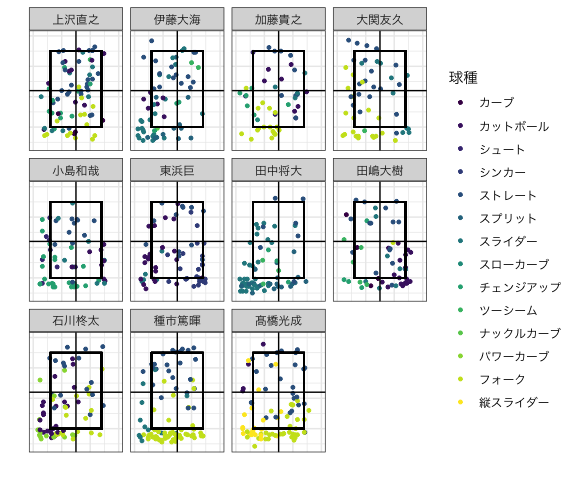 上沢直之
伊藤大海
加藤貴之
大関友久
小島和哉
東浜巨
田中将大
田嶋大樹
石川柊太
種市篤暉
髙橋光成
球種
カーブ
カットボール
シュート
シンカー
ストレート
スプリット
スライダー
スローカーブ
チェンジアップ
ツーシーム
ナックルカーブ
パワーカーブ
フォーク
縦スライダー